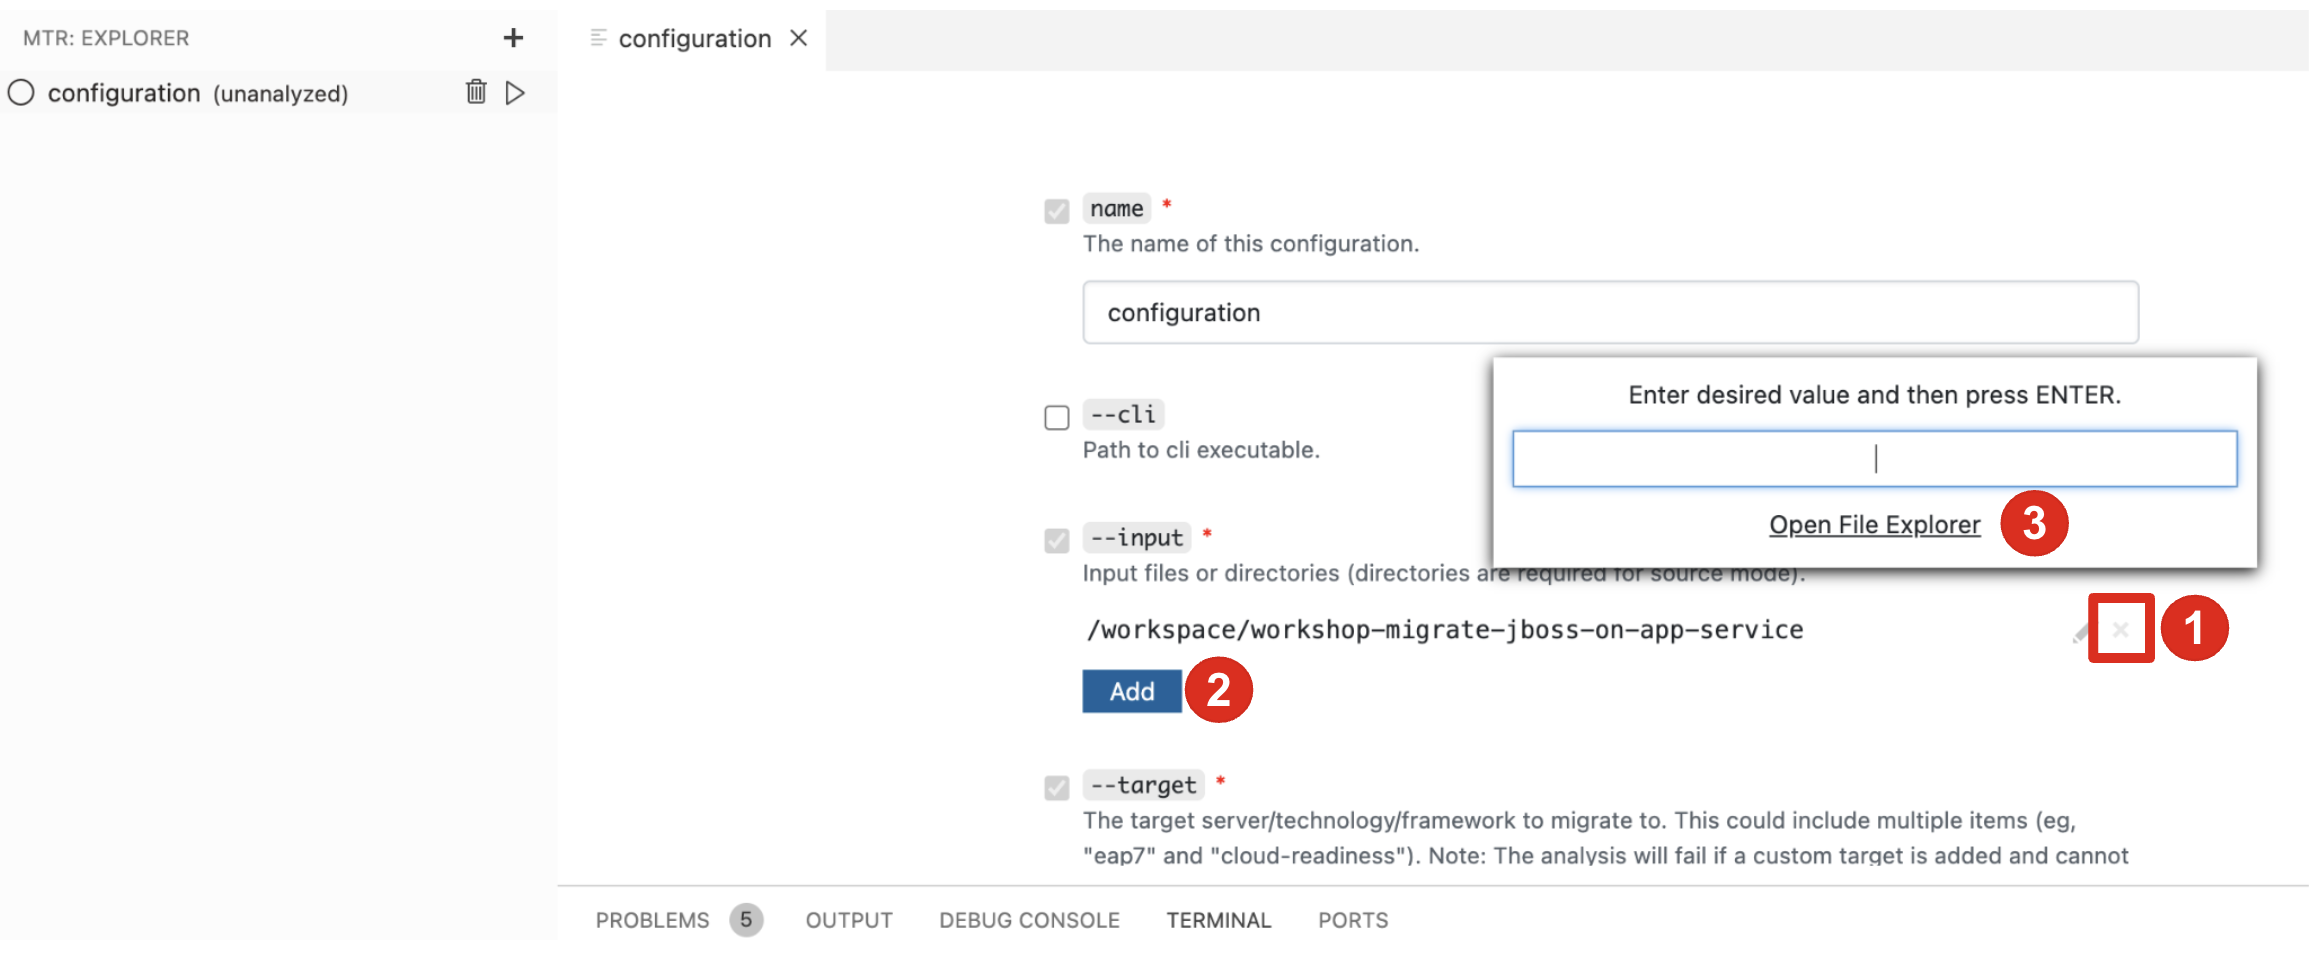 MTR: EXPLORER
configuration (unanalyzed)
configuration
name *
The name of this configuration.
configuration
--cli
Path to cli executable.
Enter desired value and then press ENTER.
Open File Explorer 3
--input *
Input files or directories (directories are required for source mode).
/workspace/workshop-migrate-jboss-on-app-service
1
Add 2
--target *
The target server/technology/framework to migrate to. This could include multiple items (eg,
"eap7" and "cloud-readiness"). Note: The analysis will fail if a custom target is added and cannot
PROBLEMS 5 OUTPUT DEBUG CONSOLE TERMINAL PORTS